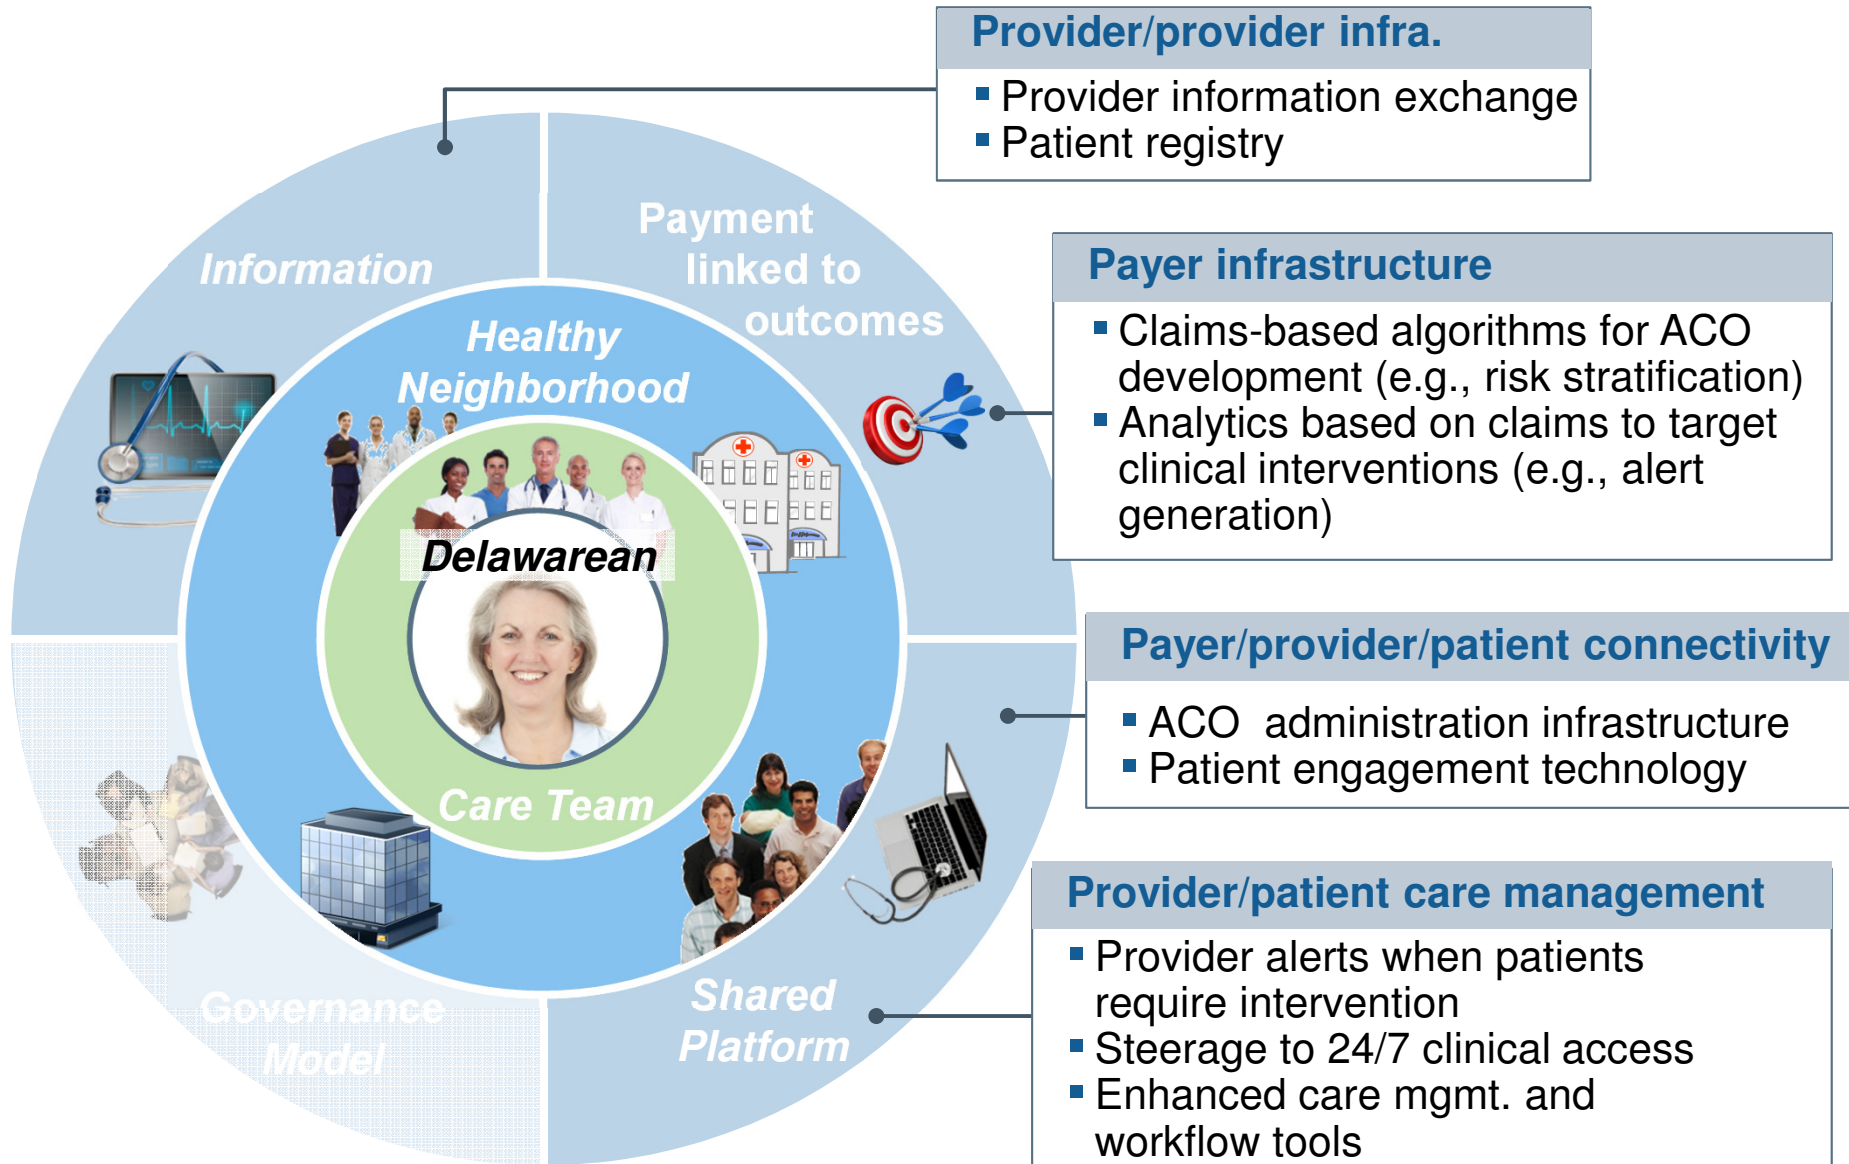 Provider/provider infra.
▪ Provider information exchange
▪ Patient registry
Information
Payment
linked to
outcomes
Healthy
Neighborhood
Delawarean
Care Team
Governance
Model
Shared
Platform
Payer infrastructure
▪ Claims-based algorithms for ACO
development (e.g., risk stratification)
▪ Analytics based on claims to target
clinical interventions (e.g., alert
generation)
Payer/provider/patient connectivity
▪ ACO  administration infrastructure
▪ Patient engagement technology
Provider/patient care management
▪ Provider alerts when patients
require intervention
▪ Steerage to 24/7 clinical access
▪ Enhanced care mgmt. and
workflow tools